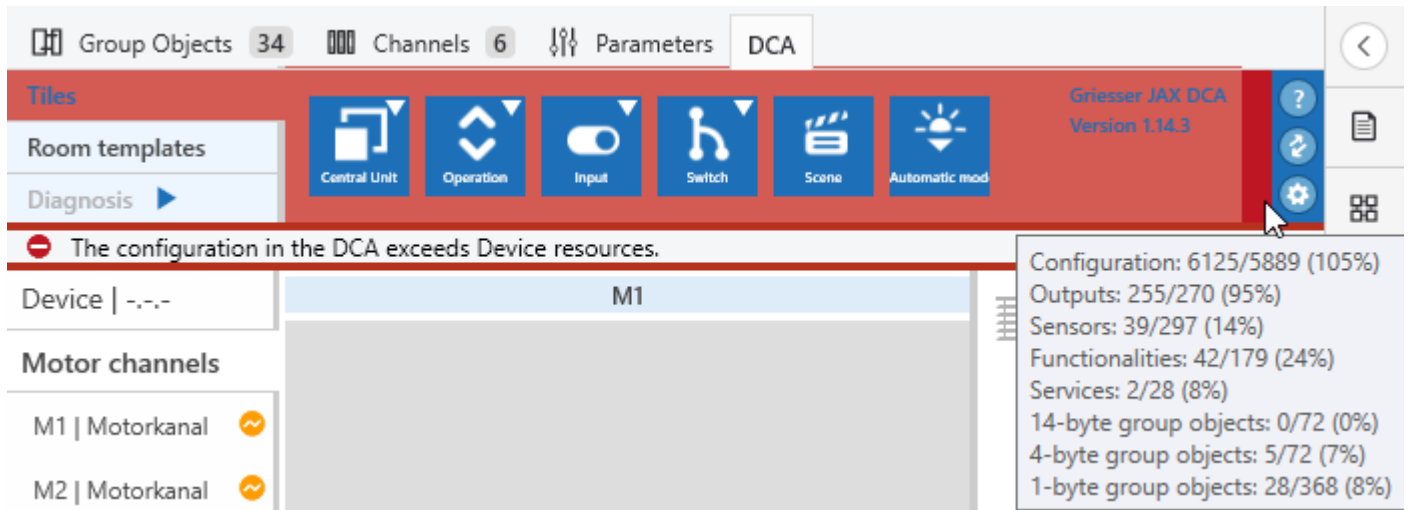 Group Objects 34 Channels 6 Parameters DCA
Tiles
Room templates
Diagnosis
Central Unit Operation Input Switch Scene Automatic mod
Griesser JAX DCA
Version 1.14.3
?
The configuration in the DCA exceeds Device resources.
Device | -.-.-
M1
Motor channels
M1 | Motorkanal
M2 | Motorkanal
Configuration: 6125/5889 (105%)
Outputs: 255/270 (95%)
Sensors: 39/297 (14%)
Functionalities: 42/179 (24%)
Services: 2/28 (8%)
14-byte group objects: 0/72 (0%)
4-byte group objects: 5/72 (7%)
1-byte group objects: 28/368 (8%)